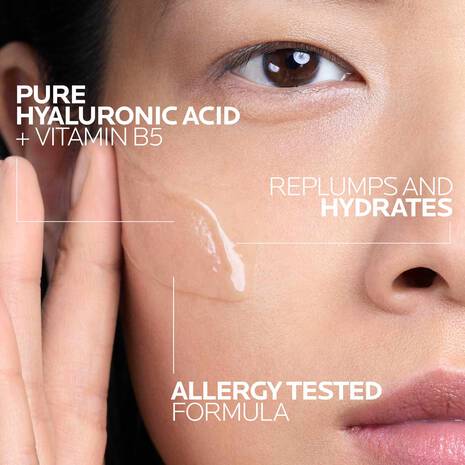 PURE
HYALURONIC ACID
+ VITAMIN B5
REPLUMPS AND
HYDRATES
ALLERGY TESTED
FORMULA